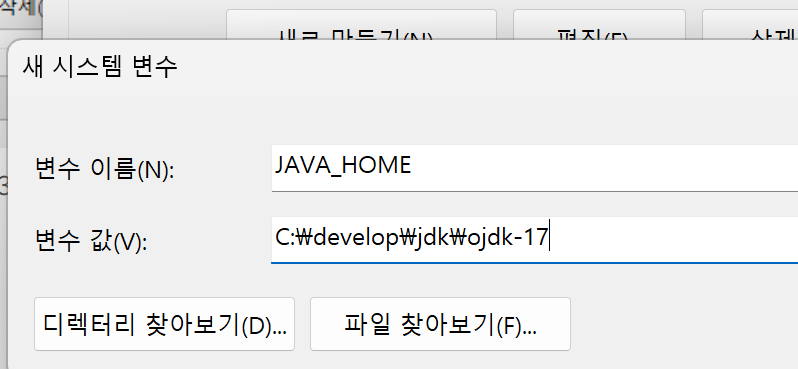 삭제(
새로 만들기(N)
편집(E)
삭제
새 시스템 변수
변수 이름(N):
JAVA_HOME
변수 값(V):
C:₩develop₩jdk₩ojdk-17
디렉터리 찾아보기(D)...
파일 찾아보기(F)...